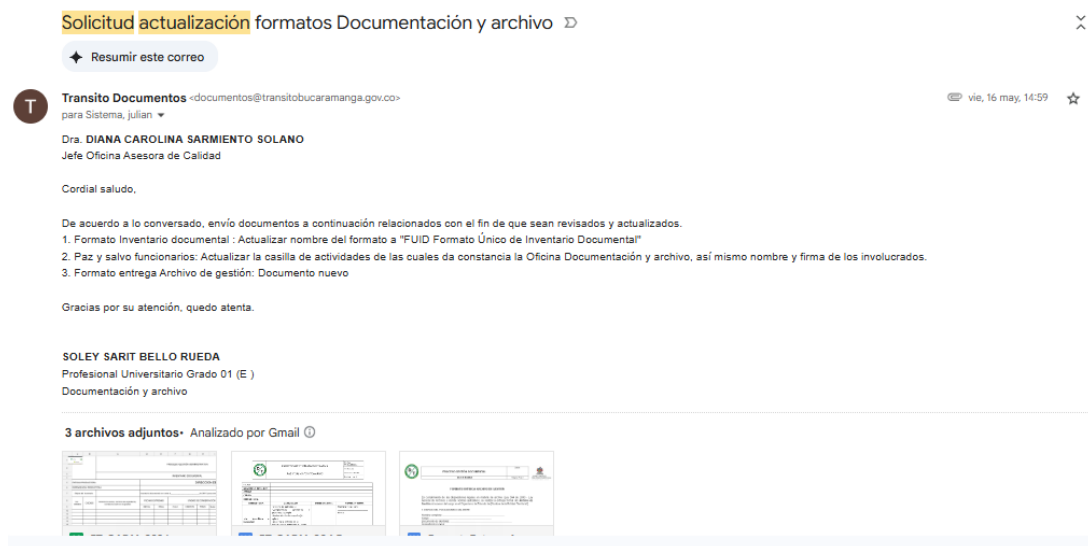 Solicitud actualización formatos Documentación y archivo
Resumir este correo
T
Transito Documentos <documentos@transitobucaramanga.gov.co>
vie, 16 may, 14:59
para Sistema, julian
Dra. DIANA CAROLINA SARMIENTO SOLANO
Jefe Oficina Asesora de Calidad
Cordial saludo,
De acuerdo a lo conversado, envío documentos a continuación relacionados con el fin de que sean revisados y actualizados.
1. Formato Inventario documental : Actualizar nombre del formato a "FUID Formato Único de Inventario Documental"
2. Paz y salvo funcionarios: Actualizar la casilla de actividades de las cuales da constancia la Oficina Documentación y archivo, así mismo nombre y firma de los involucrados.
3. Formato entrega Archivo de gestión: Documento nuevo
Gracias por su atención, quedo atenta.
SOLEY SARIT BELLO RUEDA
Profesional Universitario Grado 01 (E )
Documentación y archivo
3 archivos adjuntos • Analizado por Gmail